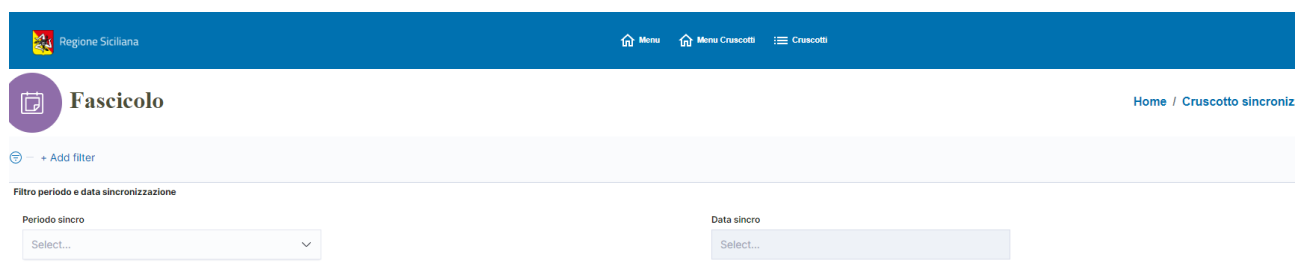 Regione Siciliana
Menu
Menu Cruscotti
Cruscotti
Fascicolo
Home / Cruscotto sincroniz
+ Add filter
Filtro periodo e data sincronizzazione
Periodo sincro
Data sincro
Select...
Select...